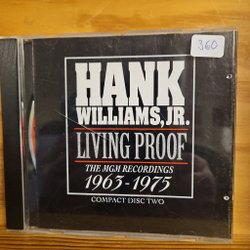 360
HANK
WILLIAMS, JR.
LIVING PROOF
THE MGM RECORDINGS
1963-1975
COMPACT DISC TWO